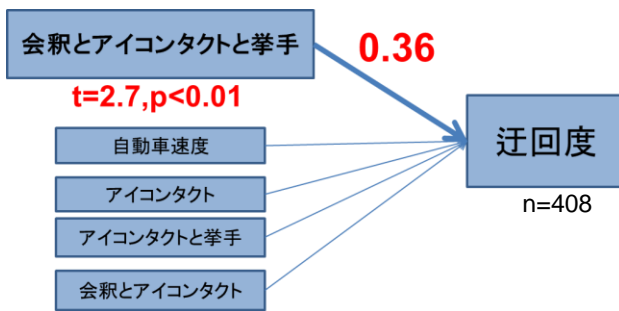 会釈とアイコンタクトと挙手
0.36
t=2.7,p<0.01
自動車速度
迂回度
アイコンタクト
n=408
アイコンタクトと挙手
会釈とアイコンタクト